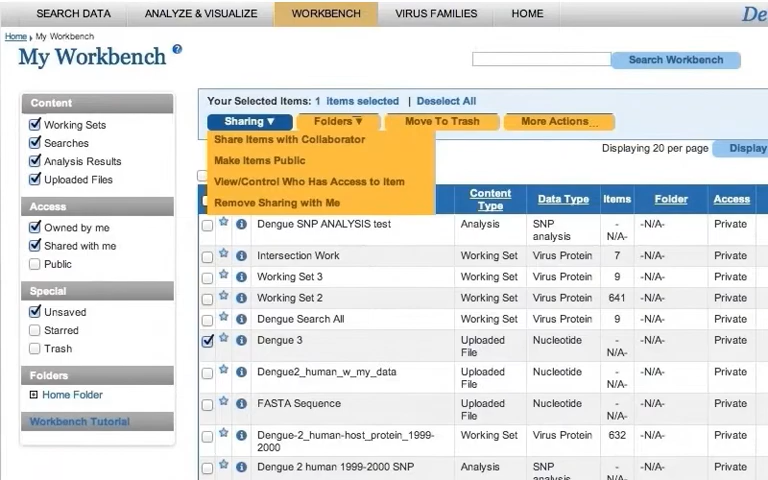 SEARCH DATA ANALYZE & VISUALIZE WORKBENCH VIRUS FAMILIES HOME De
Home My Workbench
My Workbench ?
Search Workbench
Content
Working Sets
Searches
Analysis Results
Uploaded Files
Access
Owned by me
Shared with me
Public
Special
Unsaved
Starred
Trash
Folders
Home Folder
Workbench Tutorial
Your Selected Items: 1 items selected | Deselect All
Sharing ▼ Folders ▼ Move To Trash More Actions...
Share Items with Collaborator
Make Items Public
View/Control Who Has Access to Item
Remove Sharing with Me
Displaying 20 per page Display
Content Type Data Type Items Folder Access
Dengue SNP ANALYSIS test Analysis SNP analysis -N/A- -N/A- Private
Intersection Work Working Set Virus Protein 7 -N/A- Private
Working Set 3 Working Set Virus Protein 9 -N/A- Private
Working Set 2 Working Set Virus Protein 641 -N/A- Private
Dengue Search All Working Set Virus Protein 9 -N/A- Private
Dengue 3 Uploaded File Nucleotide -N/A- -N/A- Private
Dengue2_human_w_my_data Uploaded File Nucleotide -N/A- -N/A- Private
FASTA Sequence Uploaded File Nucleotide -N/A- -N/A- Private
Dengue-2_human-host_protein_1999-2000 Working Set Virus Protein 632 -N/A- Private
Dengue 2 human 1999-2000 SNP Analysis SNP analysis -N/A- -N/A- Private